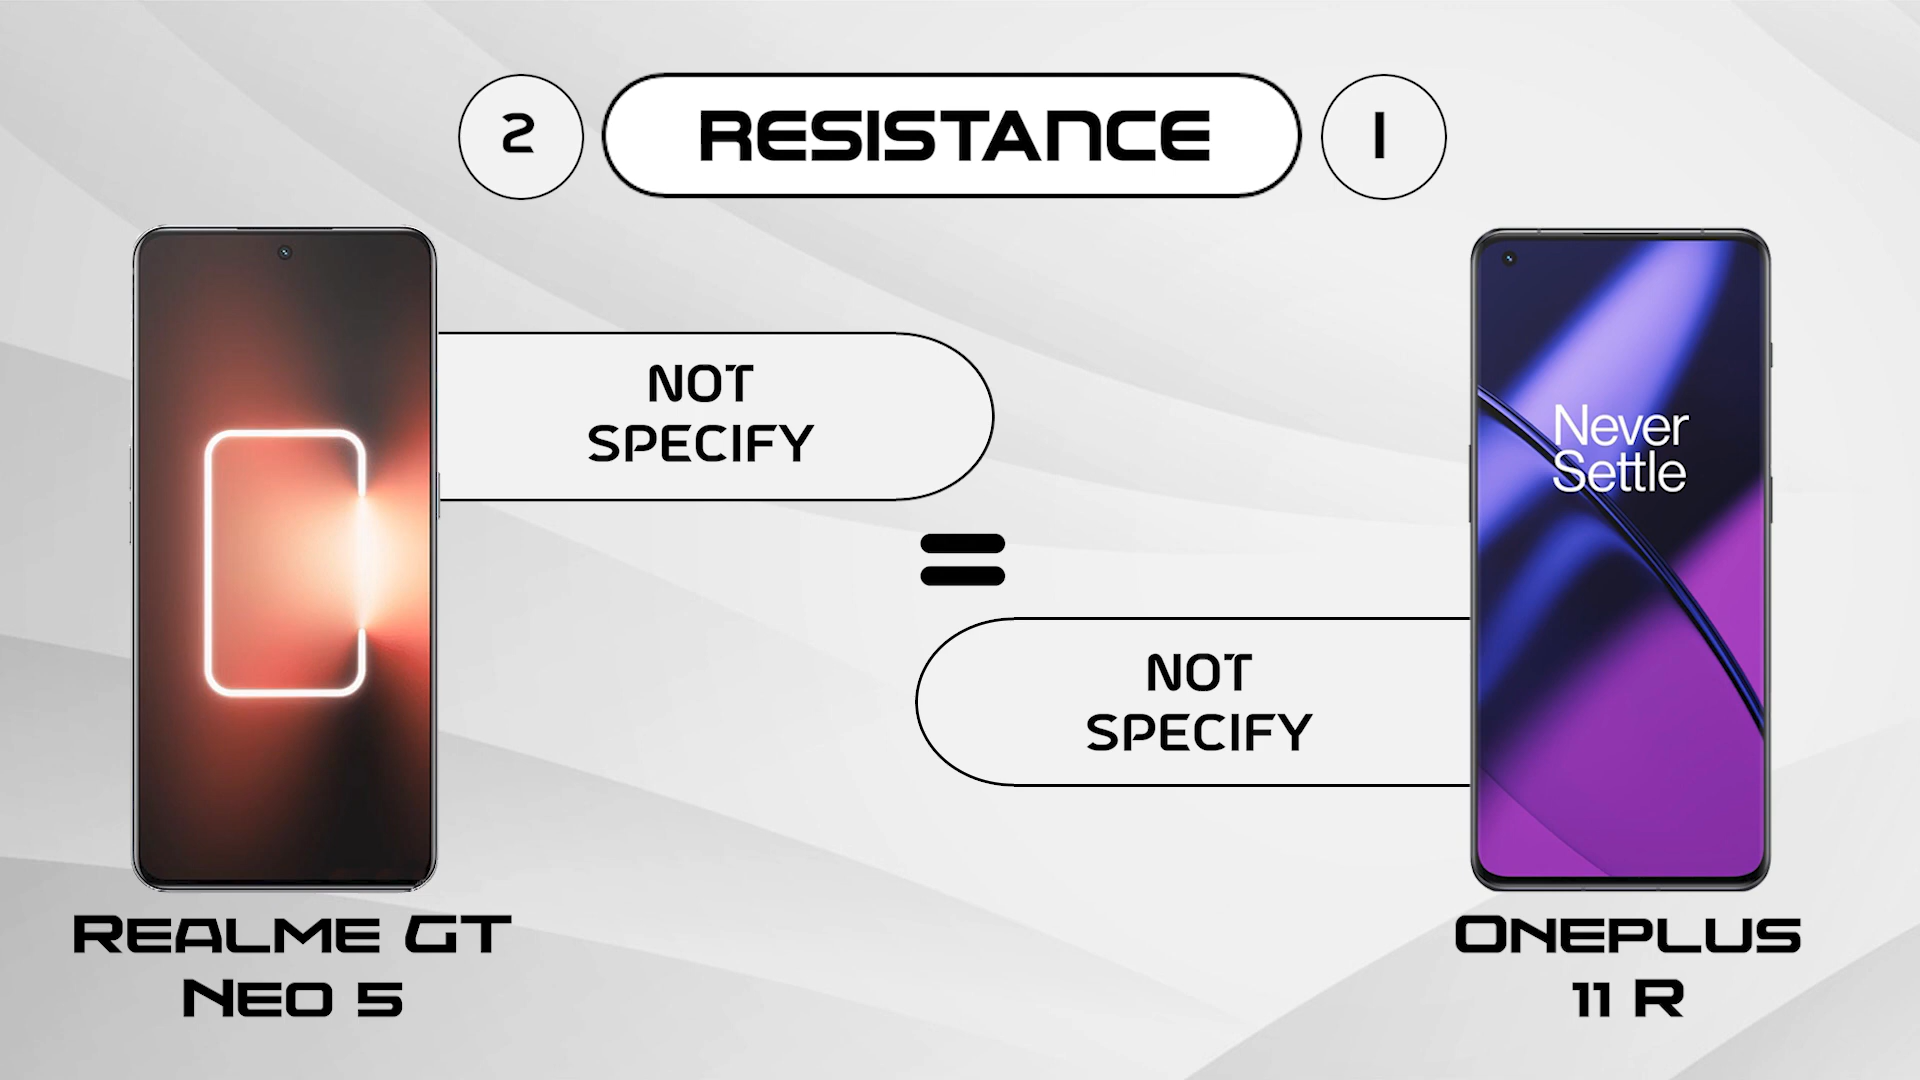 2 RESISTANCE 1
NOT
SPECIFY
Never
Settle
=
NOT
SPECIFY
REALME GT
NEO 5
ONEPLUS
11 R